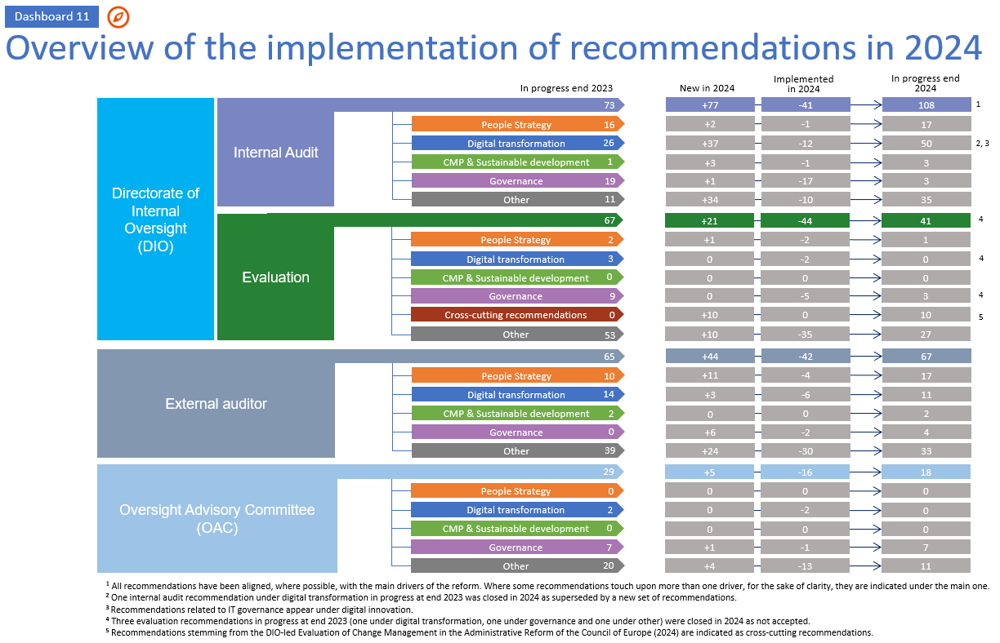 Dashboard 11
Overview of the implementation of recommendations in 2024
In progress end 2023 New in 2024 Implemented in 2024 In progress end 2024
Directorate of
Internal
Oversight
(DIO)
Internal Audit
73 +77 -41 108 1
People Strategy 16 +2 -1 17
Digital transformation 26 +37 -12 50 2, 3
CMP & Sustainable development 1 +3 -1 3
Governance 19 +1 -17 3
Other 11 +34 -10 35
Evaluation
67 +21 -44 41 4
People Strategy 2 +1 -2 1
Digital transformation 3 0 -2 0 4
CMP & Sustainable development 0 0 0 0
Governance 9 0 -5 3 4
Cross-cutting recommendations 0 +10 0 10 5
Other 53 +10 -35 27
External auditor
65 +44 -42 67
People Strategy 10 +11 -4 17
Digital transformation 14 +3 -6 11
CMP & Sustainable development 2 0 0 2
Governance 0 +6 -2 4
Other 39 +24 -30 33
Oversight Advisory Committee
(OAC)
29 +5 -16 18
People Strategy 0 0 0 0
Digital transformation 2 0 -2 0
CMP & Sustainable development 0 0 0 0
Governance 7 +1 -1 7
Other 20 +4 -13 11
1 All recommendations have been aligned, where possible, with the main drivers of the reform. Where some recommendations touch upon more than one driver, for the sake of clarity, they are indicated under the main one.
2 One internal audit recommendation under digital transformation in progress at end 2023 was closed in 2024 as superseded by a new set of recommendations.
3 Recommendations related to IT governance appear under digital innovation.
4 Three evaluation recommendations in progress at end 2023 (one under digital transformation, one under governance and one under other) were closed in 2024 as not accepted.
5 Recommendations stemming from the DIO-led Evaluation of Change Management in the Administrative Reform of the Council of Europe (2024) are indicated as cross-cutting recommendations.